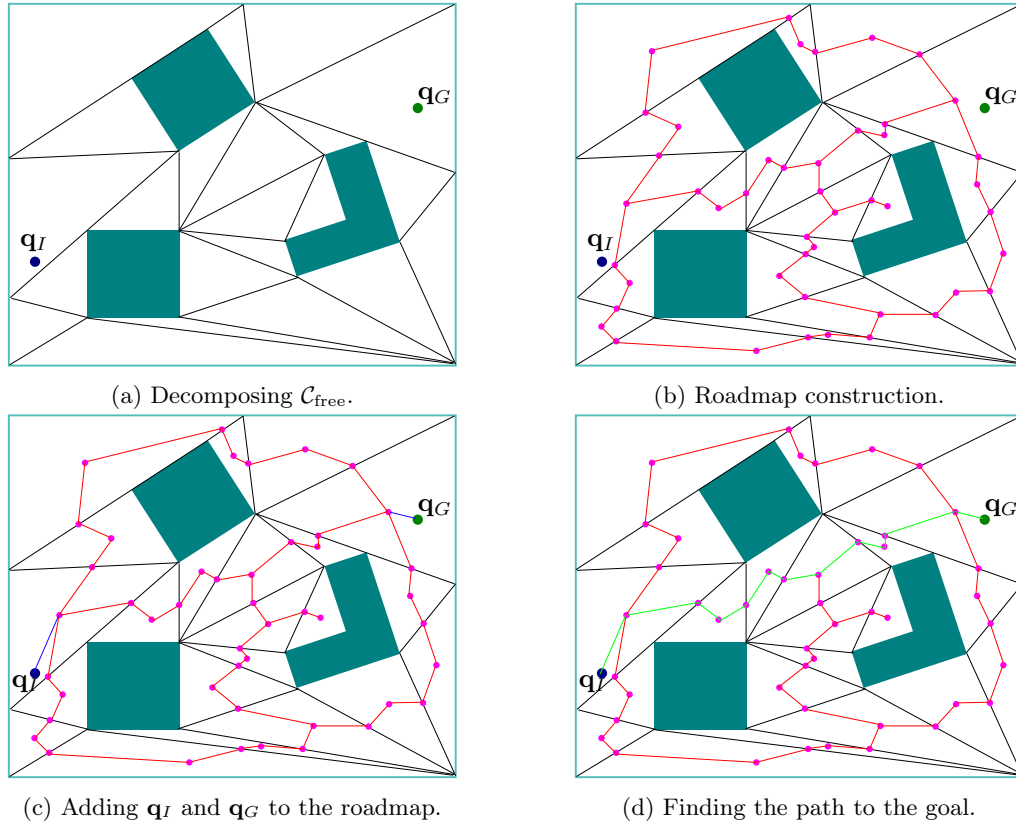 q_G
q_I
q_G
q_I
(a) Decomposing 𝒞_free.
(b) Roadmap construction.
q_G
q_I
q_G
q_I
(c) Adding q_I and q_G to the roadmap.
(d) Finding the path to the goal.